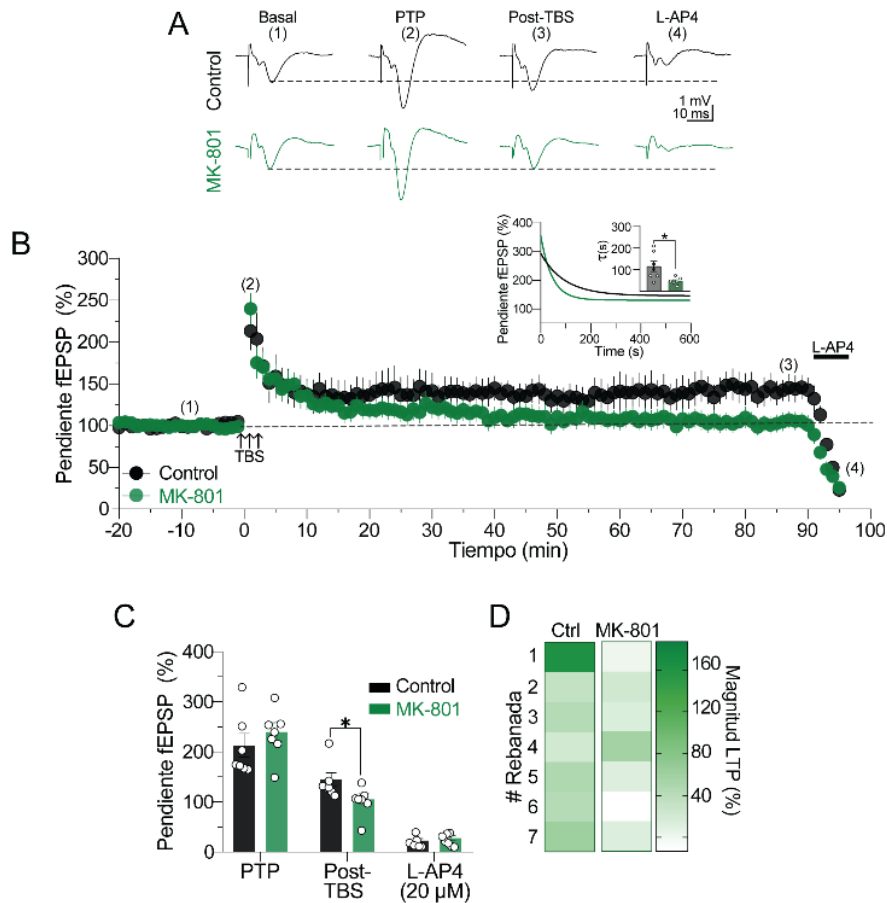 A
Basal
(1)
PTP
(2)
Post-TBS
(3)
L-AP4
(4)
Control
1 mV
10 ms
MK-801
B
Pendiente fEPSP (%)
300
250
200
150
100
50
0
-20
-10
0
10
20
30
40
50
60
70
80
90
100
Tiempo (min)
(1)
(2)
(3)
(4)
TBS
L-AP4
Control
MK-801
Pendiente fEPSP (%)
400
300
200
100
0
200
400
600
Time (s)
τ(s)
300
200
100
*
C
Pendiente fEPSP (%)
400
300
200
100
0
Control
MK-801
*
PTP
Post-
TBS
L-AP4
(20 µM)
D
Ctrl
MK-801
# Rebanada
1
2
3
4
5
6
7
160
120
80
40
Magnitud LTP (%)